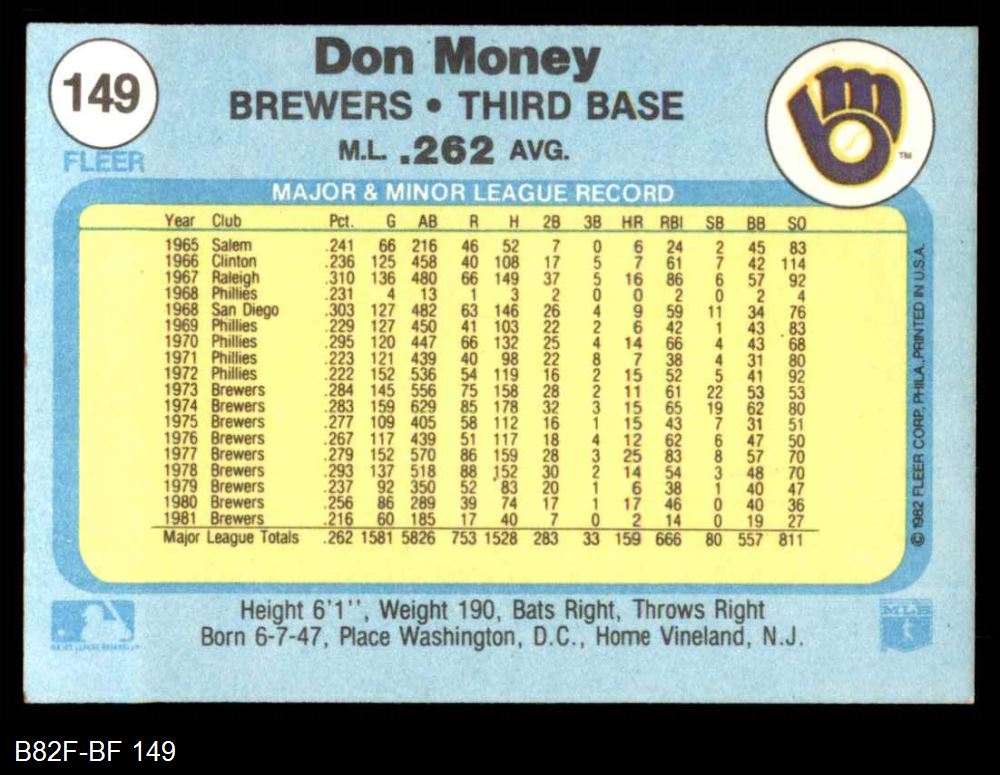 149
FLEER
Don Money
BREWERS • THIRD BASE
M.L. .262 AVG.
TM
MAJOR & MINOR LEAGUE RECORD
Year Club Pct. G AB R H 2B 3B HR RBI SB BB SO
1965 Salem .241 66 216 46 52 7 0 6 24 2 45 83
1966 Clinton .236 125 458 40 108 17 5 7 61 7 42 114
1967 Raleigh .310 136 480 66 149 37 5 16 86 6 57 92
1968 Phillies .231 4 13 1 3 2 0 0 2 0 2 4
1968 San Diego .303 127 482 63 146 26 4 9 59 11 34 76
1969 Phillies .229 127 450 41 103 22 2 6 42 1 43 83
1970 Phillies .295 120 447 66 132 25 4 14 66 4 43 68
1971 Phillies .223 121 439 40 98 22 8 7 38 4 31 80
1972 Phillies .222 152 536 54 119 16 2 15 52 5 41 92
1973 Brewers .284 145 556 75 158 28 2 11 61 22 53 53
1974 Brewers .283 159 629 85 178 32 3 15 65 19 62 80
1975 Brewers .277 109 405 58 112 16 1 15 43 7 31 51
1976 Brewers .267 117 439 51 117 18 4 12 62 6 47 50
1977 Brewers .279 152 570 86 159 28 3 25 83 8 57 70
1978 Brewers .293 137 518 88 152 30 2 14 54 3 48 70
1979 Brewers .237 92 350 52 83 20 1 6 38 1 40 47
1980 Brewers .256 86 289 39 74 17 1 17 46 0 40 36
1981 Brewers .216 60 185 17 40 7 0 2 14 0 19 27
Major League Totals .262 1581 5826 753 1528 283 33 159 666 80 557 811
© 1982 FLEER CORP., PHILA., PRINTED IN U.S.A.
Height 6'1'', Weight 190, Bats Right, Throws Right
Born 6-7-47, Place Washington, D.C., Home Vineland, N.J.
MAJOR LEAGUE BASEBALL
MLB
B82F-BF 149